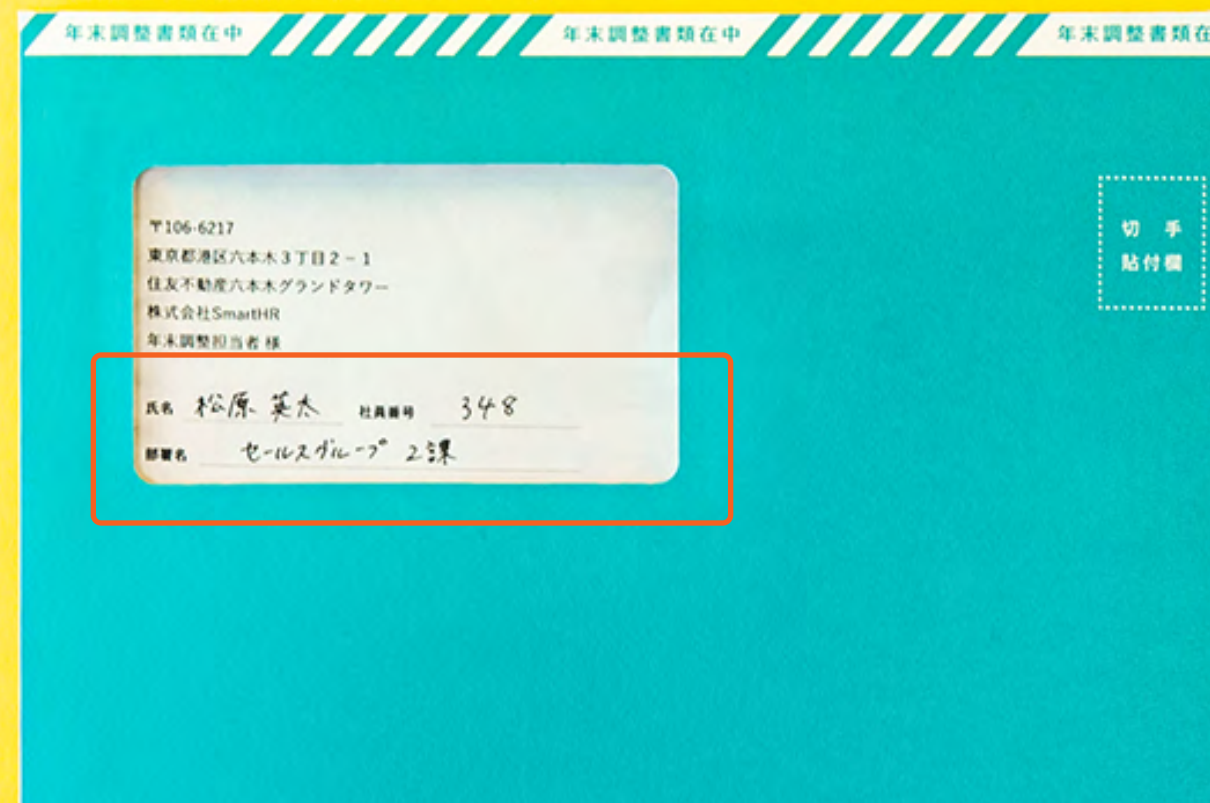 年末調整書類在中 年末調整書類在中 年末調整書類在
〒106-6217
東京都港区六本木3丁目2-1
住友不動産六本木グランドタワー
株式会社SmartHR
年末調整担当者 様
氏名 松原 英太 社員番号 348
部署名 セールスグループ 2課
切手
貼付欄